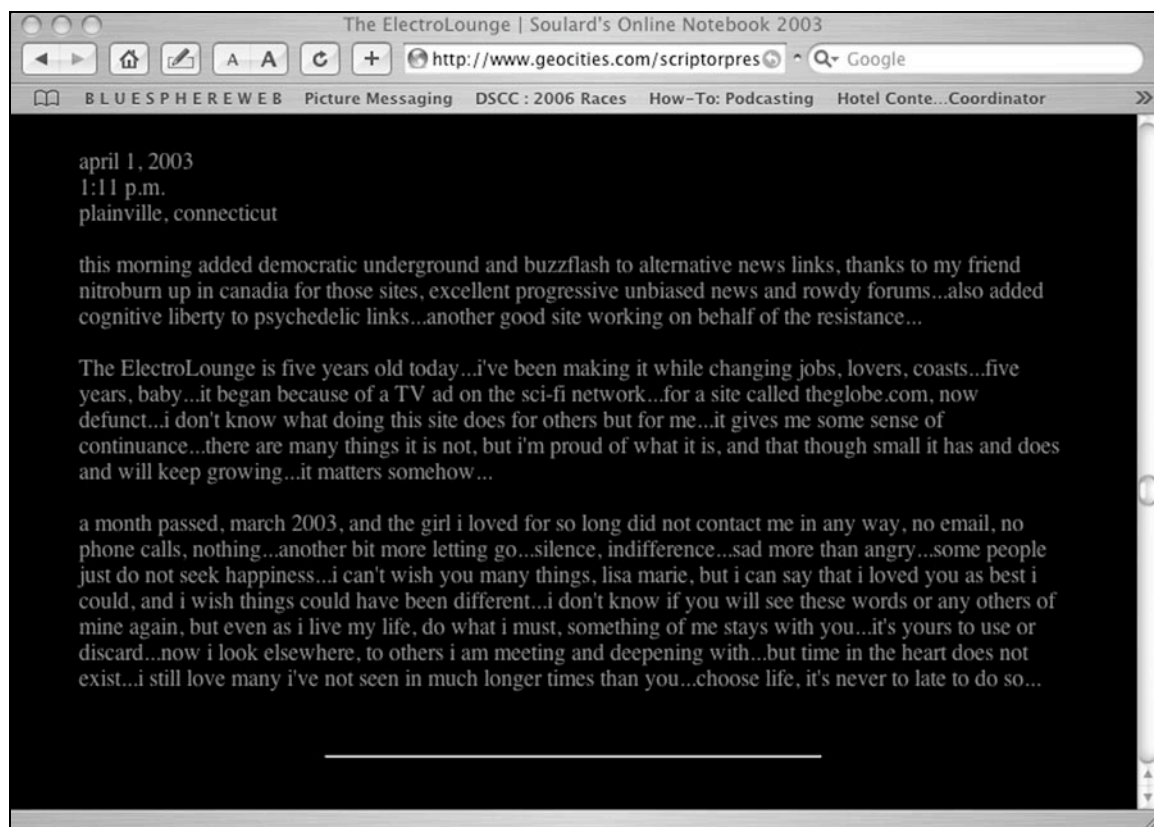 The ElectroLounge | Soulard's Online Notebook 2003
A A + http://www.geocities.com/scriptorpres Google
BLUESPHEREWEB Picture Messaging DSCC : 2006 Races How-To: Podcasting Hotel Conte...Coordinator »
april 1, 2003
1:11 p.m.
plainville, connecticut
this morning added democratic underground and buzzflash to alternative news links, thanks to my friend
nitroburn up in canadia for those sites, excellent progressive unbiased news and rowdy forums...also added
cognitive liberty to psychedelic links...another good site working on behalf of the resistance...
The ElectroLounge is five years old today...i've been making it while changing jobs, lovers, coasts...five
years, baby...it began because of a TV ad on the sci-fi network...for a site called theglobe.com, now
defunct...i don't know what doing this site does for others but for me...it gives me some sense of
continuance...there are many things it is not, but i'm proud of what it is, and that though small it has and does
and will keep growing...it matters somehow...
a month passed, march 2003, and the girl i loved for so long did not contact me in any way, no email, no
phone calls, nothing...another bit more letting go...silence, indifference...sad more than angry...some people
just do not seek happiness...i can't wish you many things, lisa marie, but i can say that i loved you as best i
could, and i wish things could have been different...i don't know if you will see these words or any others of
mine again, but even as i live my life, do what i must, something of me stays with you...it's yours to use or
discard...now i look elsewhere, to others i am meeting and deepening with...but time in the heart does not
exist...i still love many i've not seen in much longer times than you...choose life, it's never to late to do so...